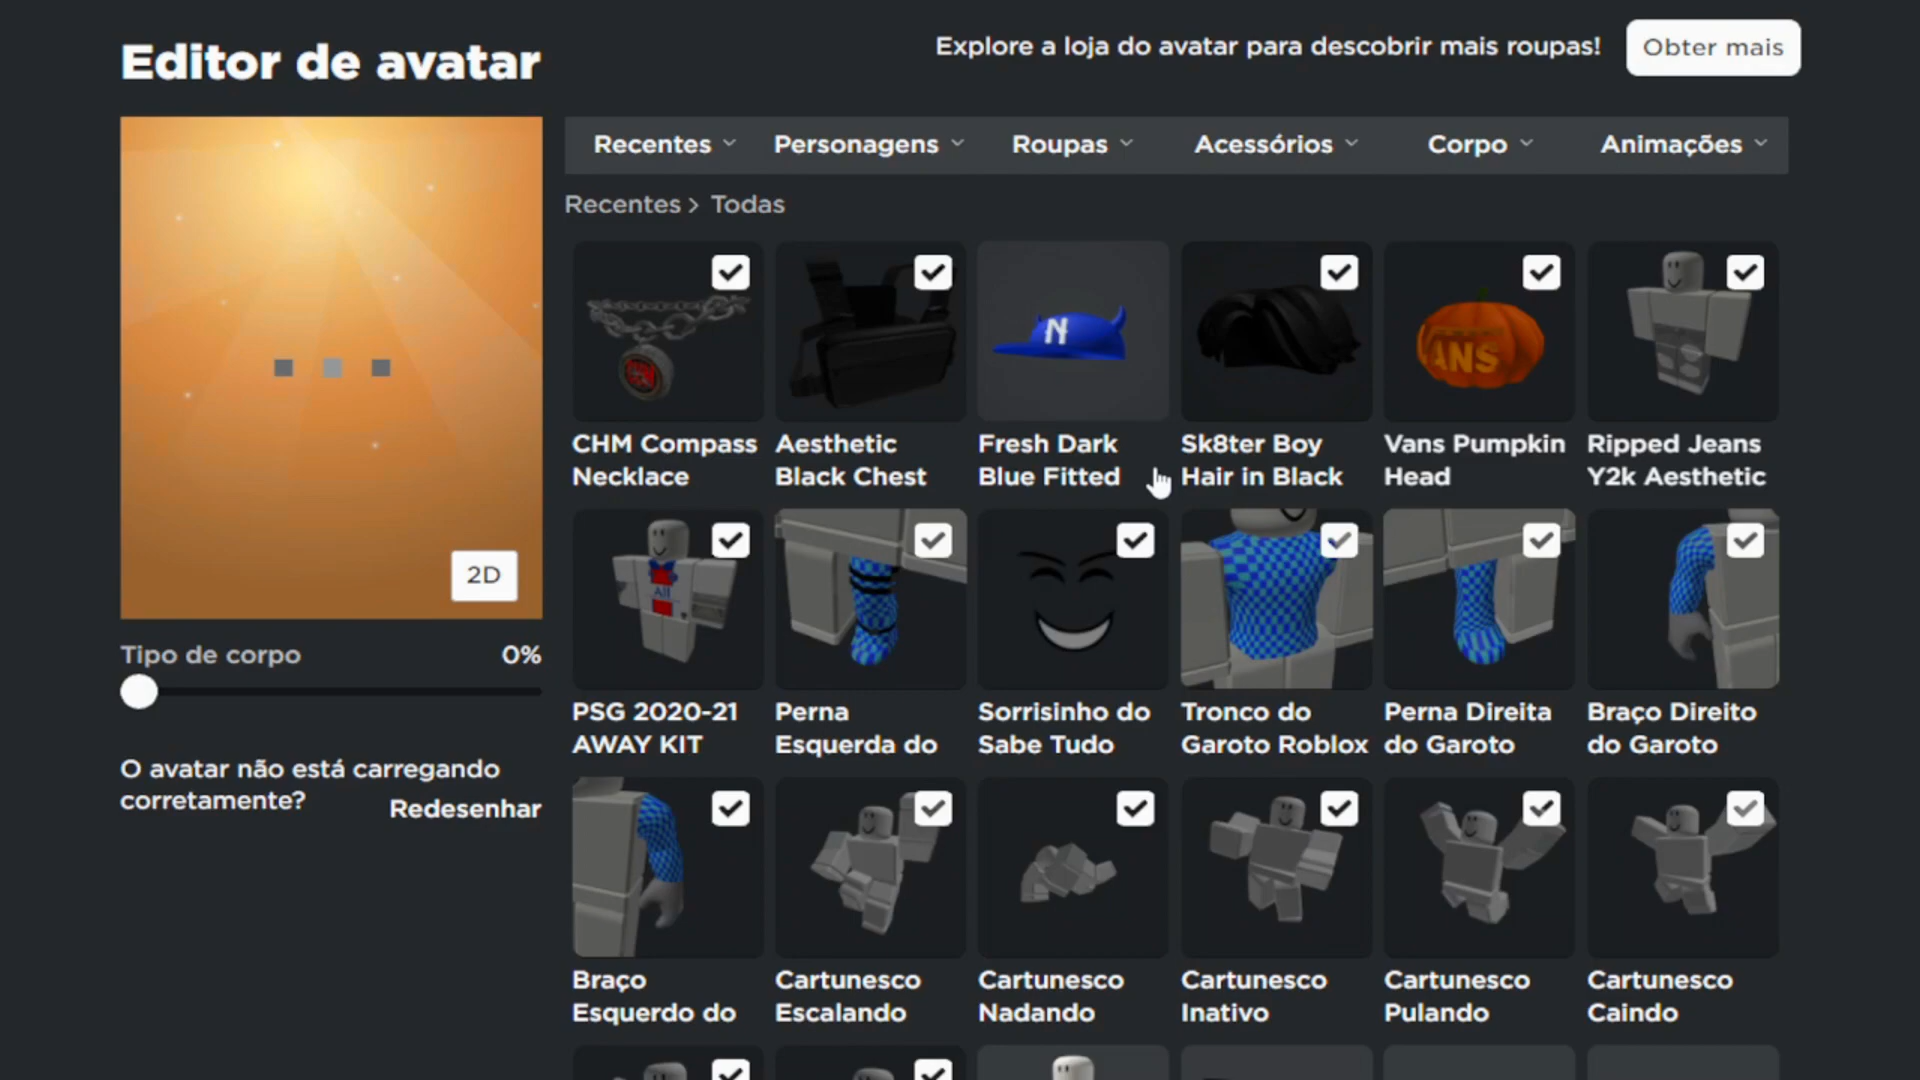 Editor de avatar
Explore a loja do avatar para descobrir mais roupas!
Obter mais
Recentes
Personagens
Roupas
Acessórios
Corpo
Animações
Recentes > Todas
N
ANS
CHM Compass
Necklace
Aesthetic
Black Chest
Fresh Dark
Blue Fitted
Sk8ter Boy
Hair in Black
Vans Pumpkin
Head
Ripped Jeans
Y2k Aesthetic
All
2D
Tipo de corpo
0%
PSG 2020-21
AWAY KIT
Perna
Esquerda do
Sorrisinho do
Sabe Tudo
Tronco do
Garoto Roblox
Perna Direita
do Garoto
Braço Direito
do Garoto
O avatar não está carregando
corretamente?
Redesenhar
Braço
Esquerdo do
Cartunesco
Escalando
Cartunesco
Nadando
Cartunesco
Inativo
Cartunesco
Pulando
Cartunesco
Caindo